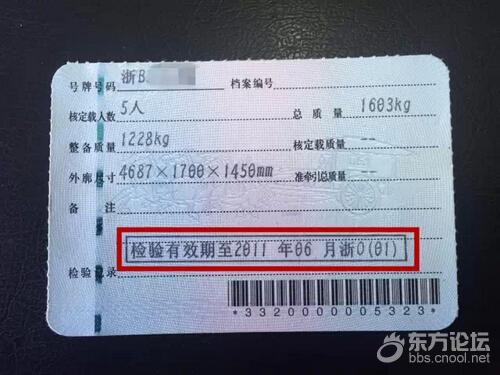 号牌号码 浙B 档案编号
核定载人数 5人 总质量 1603kg
整备质量 1228kg 核定载质量 --
外廓尺寸 4687×1700×1450mm 准牵引总质量 --
备注
检验有效期至2011 年06 月浙O(01)
检验记录
*3320000005323*
东方论坛
bbs.cnool.net